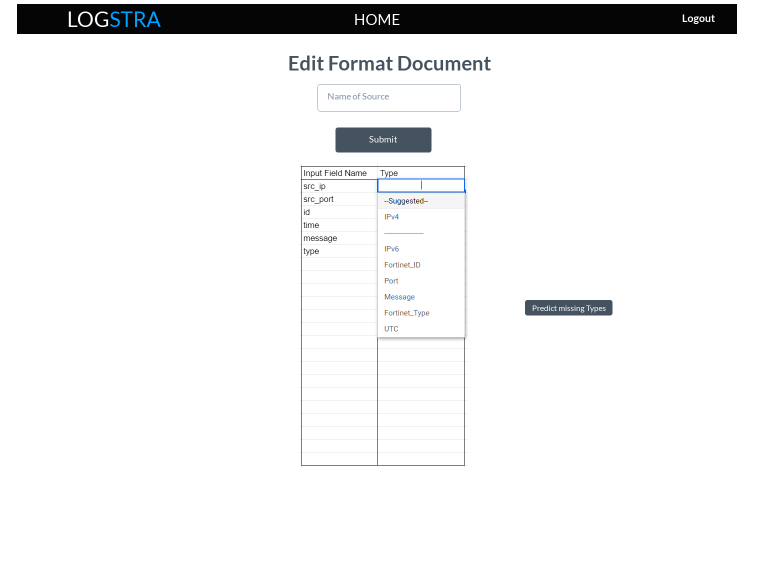 LOGSTRA HOME Logout
Edit Format Document
Name of Source
Submit
Input Field Name Type
src_ip
src_port
id
time
message
type
--Suggested--
IPv4
--------------------
IPv6
Fortinet_ID
Port
Message
Fortinet_Type
UTC
Predict missing Types